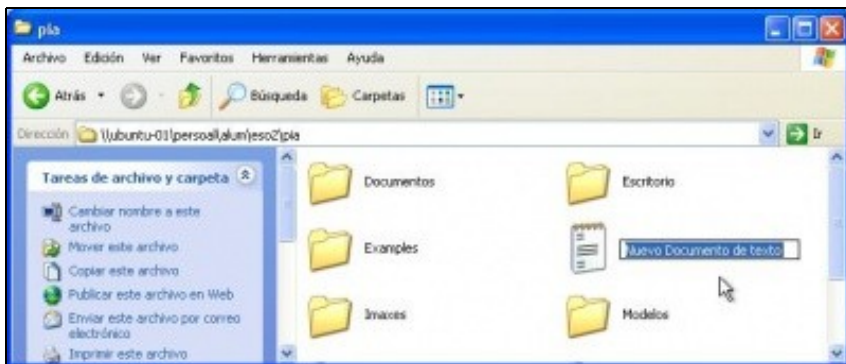 pla
Archivo Edición Ver Favoritos Herramientas Ayuda
Atrás Búsqueda Carpetas
Dirección \\ubuntu-01\persoal\alum\eso2\pla Ir
Tareas de archivo y carpeta
Cambiar nombre a este
archivo
Mover este archivo
Copiar este archivo
Publicar este archivo en Web
Enviar este archivo por correo
electrónico
Imprimir este archivo
Documentos
Escritorio
Examples
Nuevo Documento de texto
Imaxes
Modelos